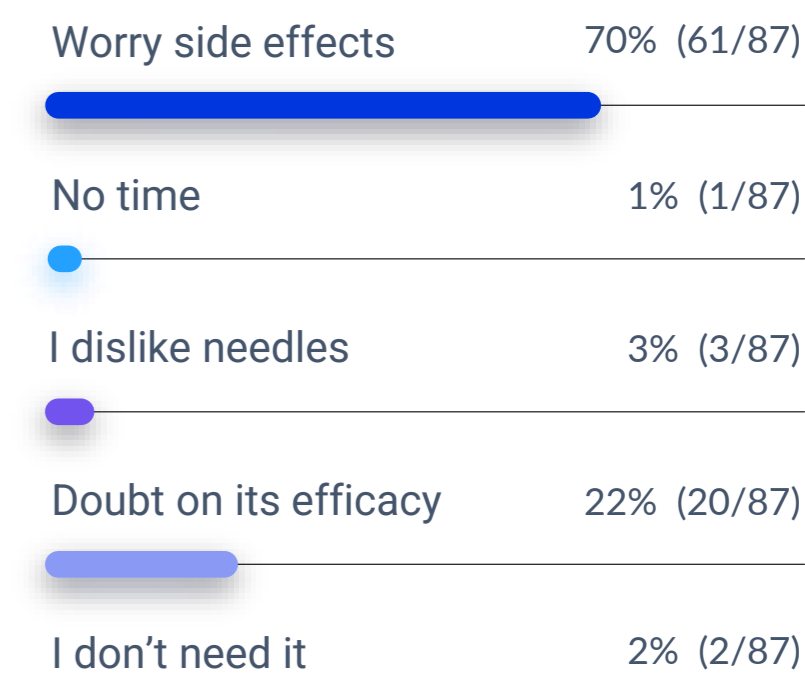 Worry side effects 70% (61/87)
No time 1% (1/87)
I dislike needles 3% (3/87)
Doubt on its efficacy 22% (20/87)
I don’t need it 2% (2/87)